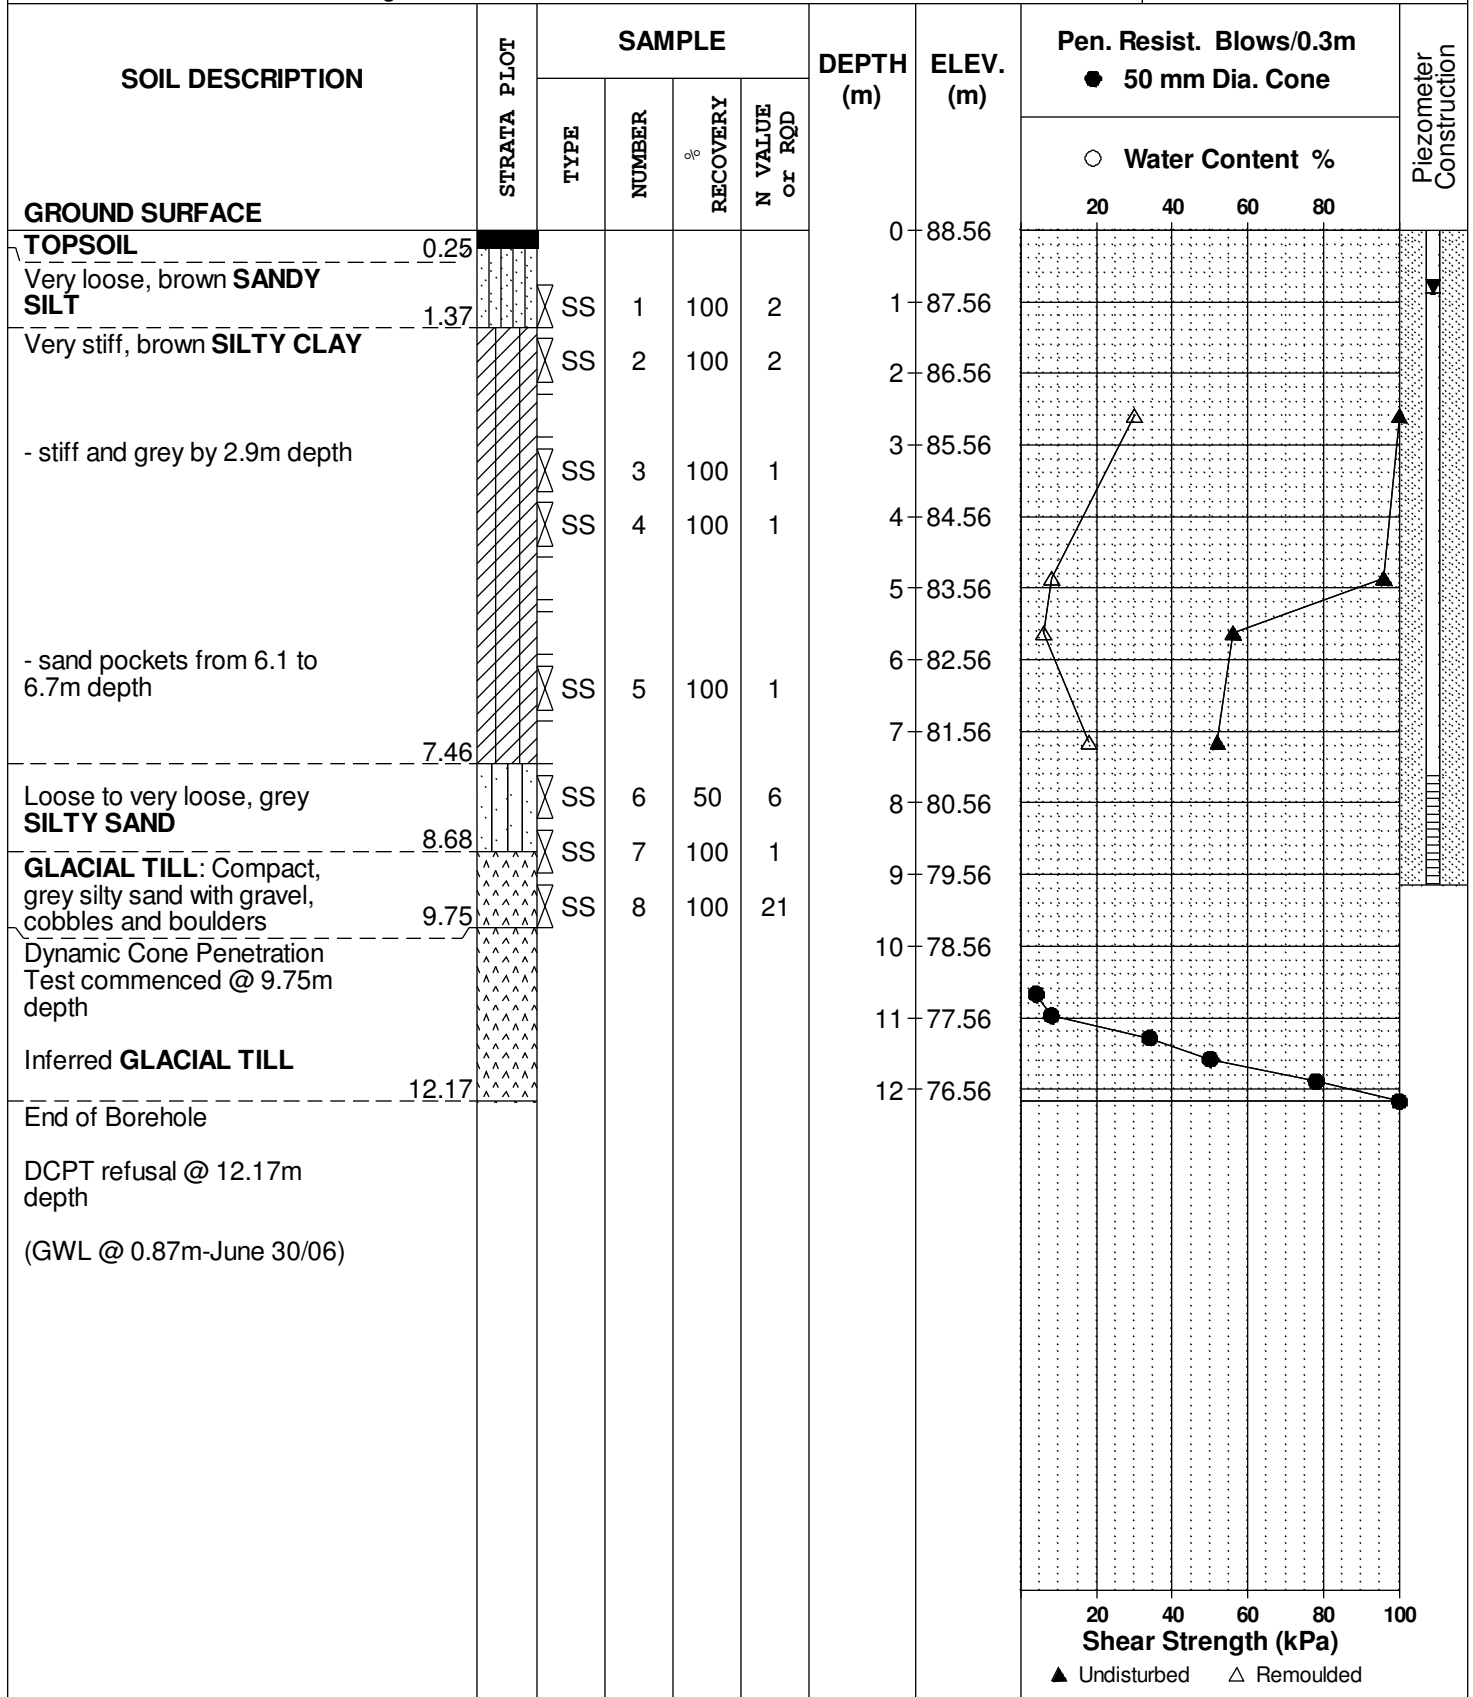 SOIL DESCRIPTION
GROUND SURFACE
STRATA PLOT
SAMPLE
TYPE
NUMBER
% RECOVERY
N VALUE or RQD
DEPTH (m)
ELEV. (m)
Pen. Resist. Blows/0.3m
● 50 mm Dia. Cone
○ Water Content %
20 40 60 80
Piezometer Construction
TOPSOIL 0.25
Very loose, brown SANDY
SILT 1.37
Very stiff, brown SILTY CLAY
- stiff and grey by 2.9m depth
- sand pockets from 6.1 to
6.7m depth
7.46
Loose to very loose, grey
SILTY SAND
8.68
GLACIAL TILL: Compact,
grey silty sand with gravel,
cobbles and boulders 9.75
Dynamic Cone Penetration
Test commenced @ 9.75m
depth
Inferred GLACIAL TILL
12.17
End of Borehole
DCPT refusal @ 12.17m
depth
(GWL @ 0.87m-June 30/06)
SS 1 100 2
SS 2 100 2
SS 3 100 1
SS 4 100 1
SS 5 100 1
SS 6 50 6
SS 7 100 1
SS 8 100 21
0 88.56
1 87.56
2 86.56
3 85.56
4 84.56
5 83.56
6 82.56
7 81.56
8 80.56
9 79.56
10 78.56
11 77.56
12 76.56
20 40 60 80 100
Shear Strength (kPa)
▲ Undisturbed △ Remoulded